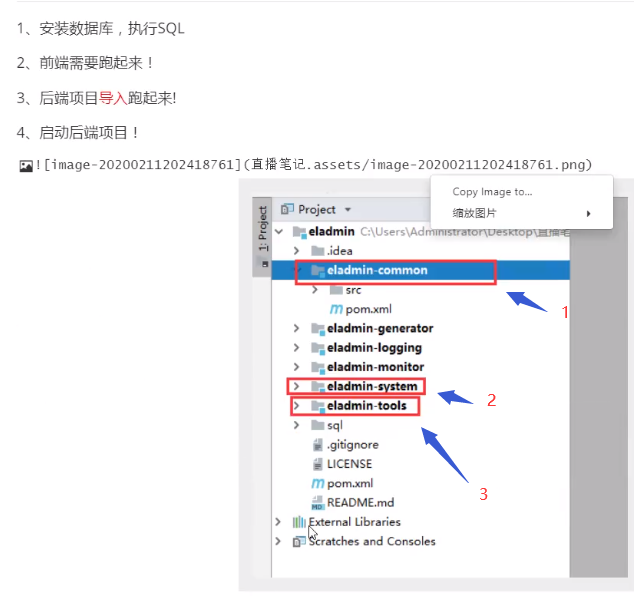 1、安装数据库，执行SQL
2、前端需要跑起来！
3、后端项目导入跑起来!
4、启动后端项目！
![image-20200211202418761](直播笔记.assets/image-20200211202418761.png)
Copy Image to...
缩放图片
1: Project
Project
eladmin C:\Users\Administrator\Desktop\直播笔
.idea
eladmin-common
src
1
pom.xml
eladmin-generator
eladmin-logging
eladmin-monitor
eladmin-system
2
eladmin-tools
sql
.gitignore
LICENSE
pom.xml
3
README.md
External Libraries
Scratches and Consoles